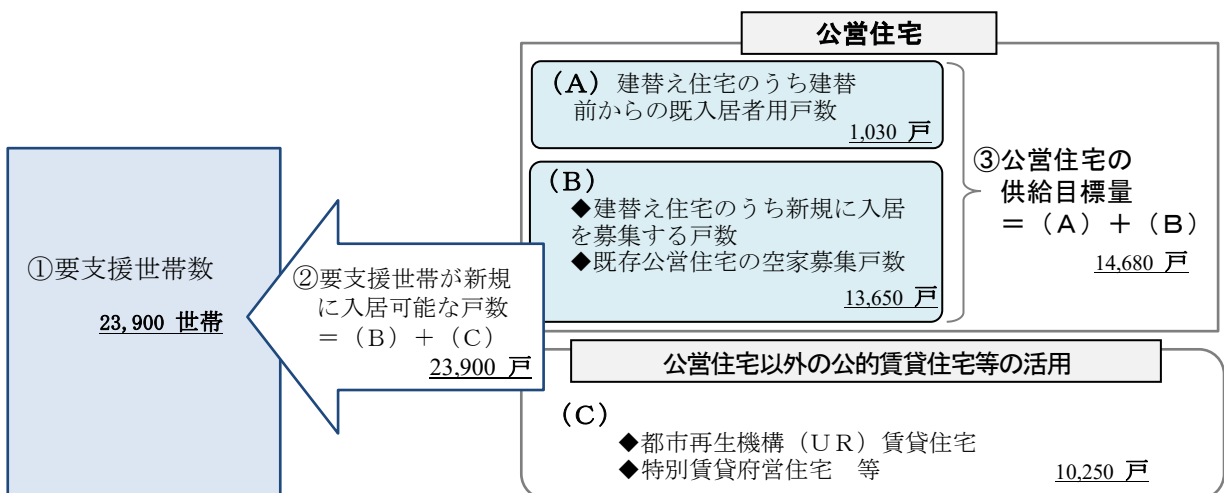 公営住宅
（A）建替え住宅のうち建替
前からの既入居者用戸数
1,030 戸
（B）
◆建替え住宅のうち新規に入居
を募集する戸数
◆既存公営住宅の空家募集戸数
13,650 戸
③公営住宅の
供給目標量
＝（A）＋（B）
14,680 戸
①要支援世帯数
23,900 世帯
②要支援世帯が新規
に入居可能な戸数
＝（B）＋（C）
23,900 戸
公営住宅以外の公的賃貸住宅等の活用
（C）
◆都市再生機構（UR）賃貸住宅
◆特別賃貸府営住宅　等
10,250 戸